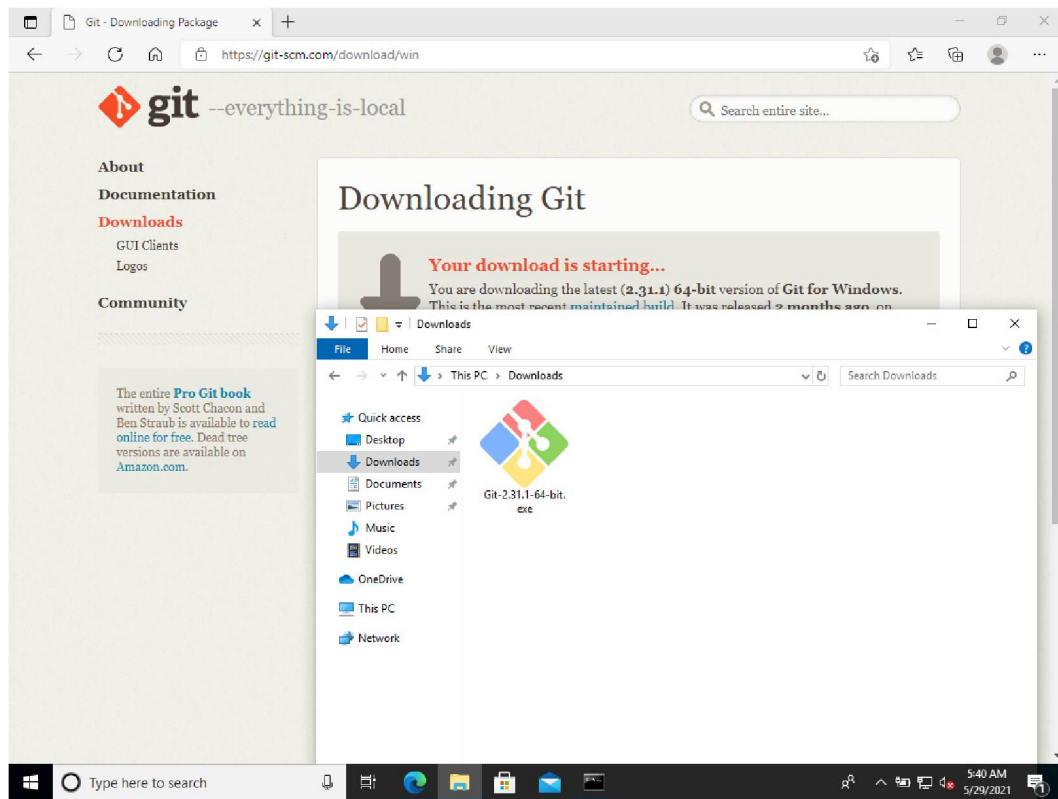 Git - Downloading Package
https://git-scm.com/download/win
git --everything-is-local
Search entire site...
About
Documentation
Downloads
GUI Clients
Logos
Community
The entire Pro Git book
written by Scott Chacon and
Ben Straub is available to read
online for free. Dead tree
versions are available on
Amazon.com.
Downloading Git
Your download is starting...
You are downloading the latest (2.31.1) 64-bit version of Git for Windows.
This is the most recent maintained build. It was released 2 months ago, on
Downloads
File Home Share View
This PC > Downloads
Search Downloads
Quick access
Desktop
Downloads
Documents
Pictures
Music
Videos
OneDrive
This PC
Network
Git-2.31.1-64-bit.
exe
Type here to search
5:40 AM
5/29/2021
1